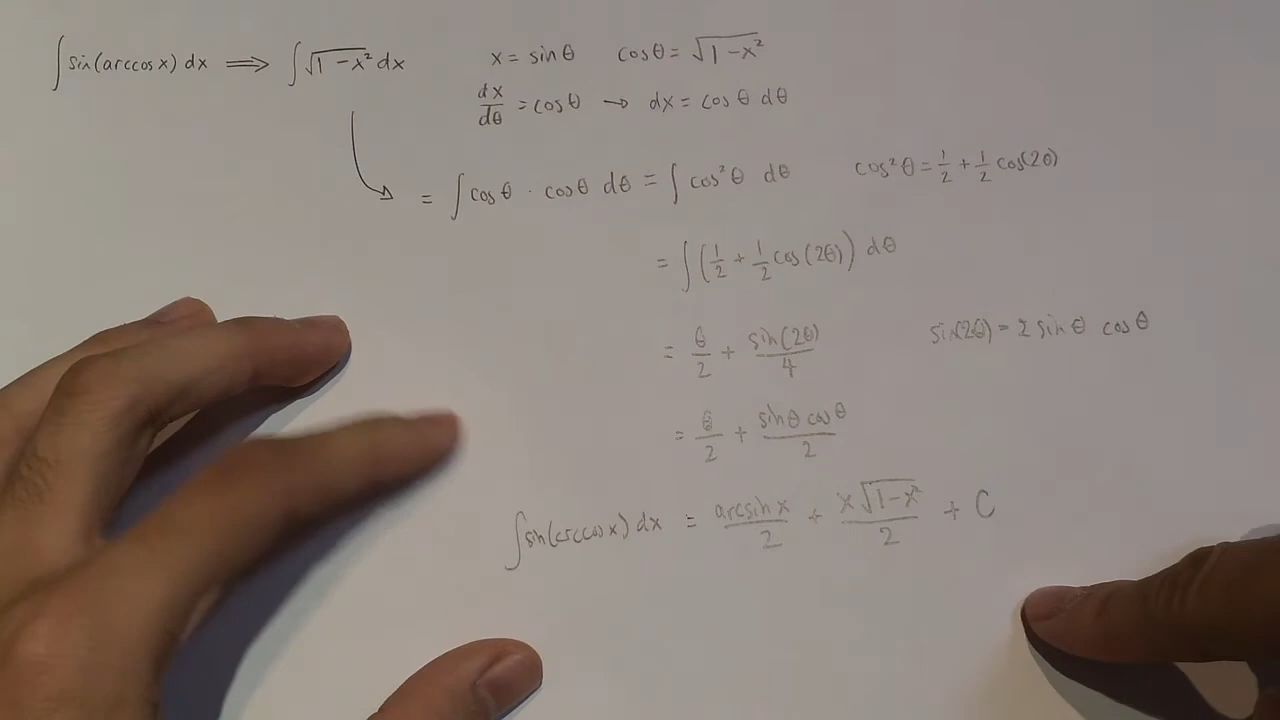 ∫ sin(arccos x) dx ⟹ ∫ √(1 − x²) dx    x = sin θ    cos θ = √(1 − x²)
dx/dθ = cos θ → dx = cos θ dθ
= ∫ cos θ · cos θ dθ = ∫ cos² θ dθ    cos² θ = 1/2 + 1/2 cos(2θ)
= ∫ (1/2 + 1/2 cos(2θ)) dθ
= θ/2 + sin(2θ)/4    sin(2θ) = 2 sin θ cos θ
= θ/2 + sin θ cos θ/2
∫ sin(arccos x) dx = arcsin x/2 + x√(1 − x²)/2 + C